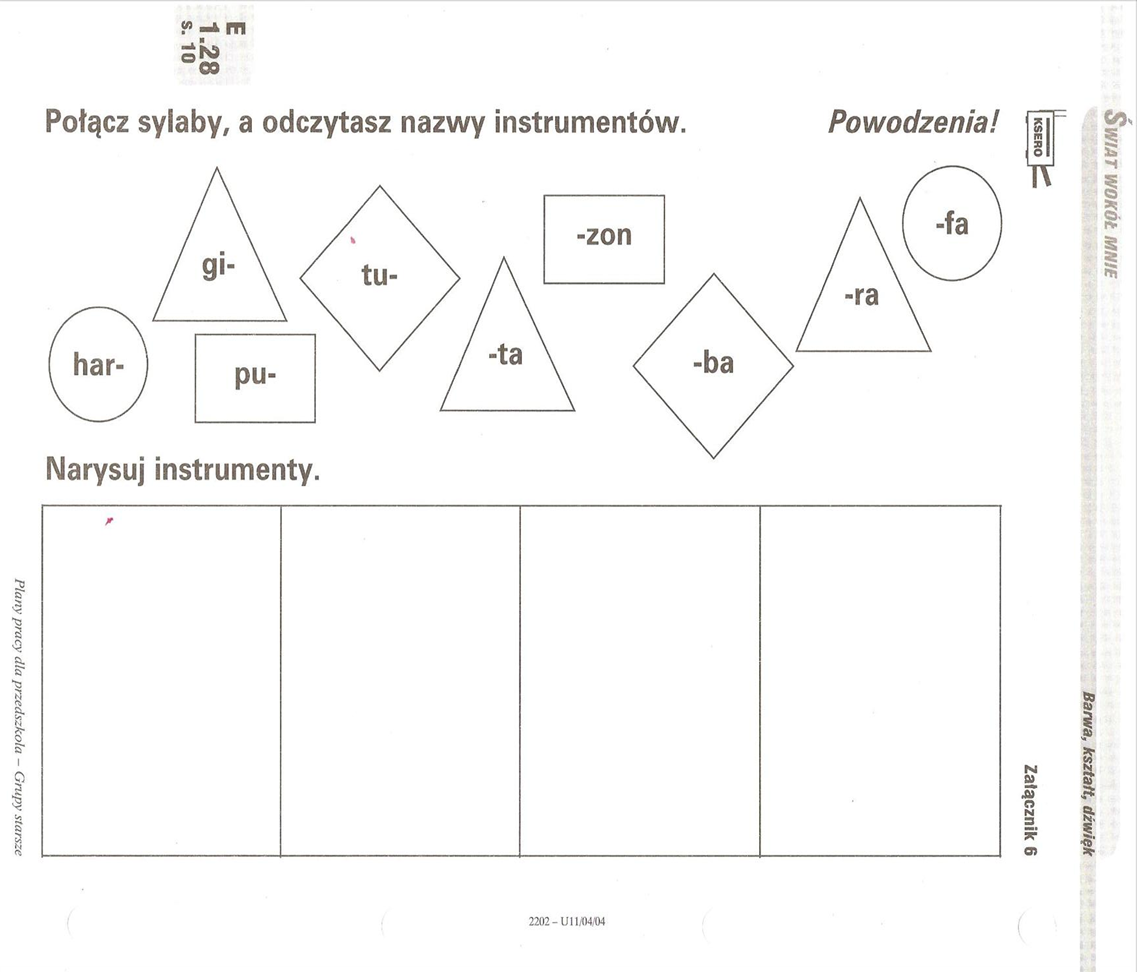 E
1.28
s. 10
Połącz sylaby, a odczytasz nazwy instrumentów.
Powodzenia!
KSERO
ŚWIAT WOKÓŁ MNIE
gi-
tu-
-zon
-fa
-ra
har-
pu-
-ta
-ba
Narysuj instrumenty.
Barwa, kształt, dźwięk
Załącznik 6
Plany pracy dla przedszkola – Grupy starsze
2202 – U11/04/04